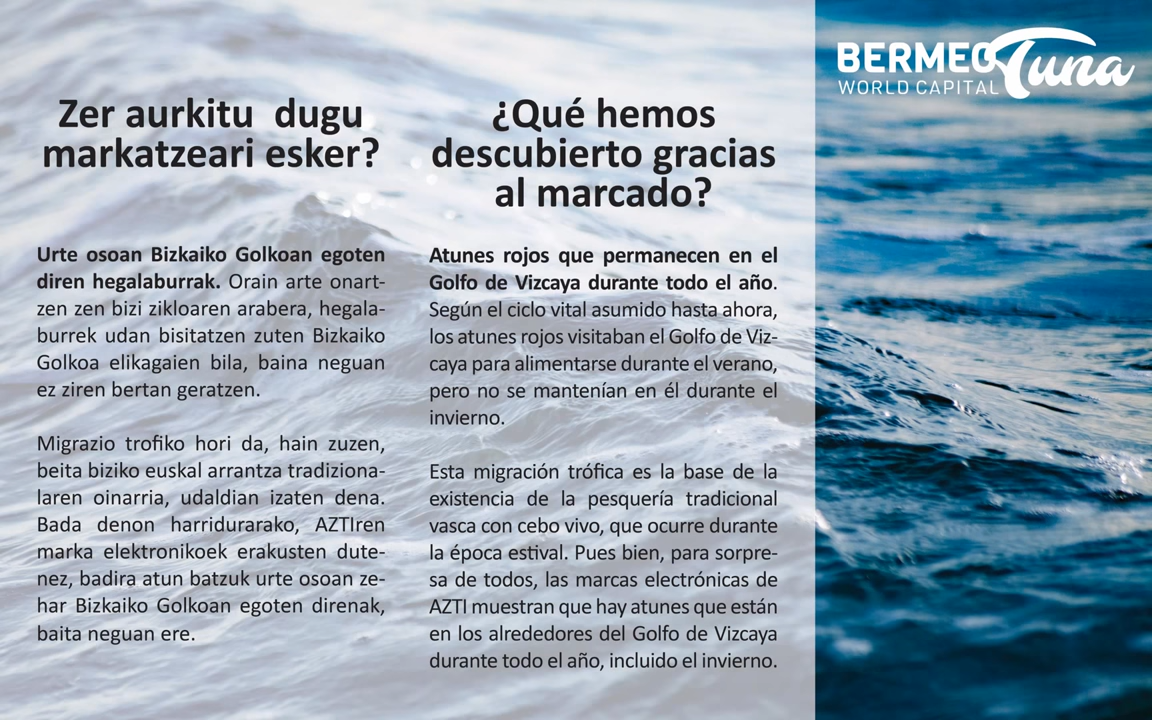 Zer aurkitu dugu
markatzeari esker?
Urte osoan Bizkaiko Golkoan egoten
diren hegalaburrak. Orain arte onart-
zen zen bizi zikloaren arabera, hegala-
burrek udan bisitatzen zuten Bizkaiko
Golkoa elikagaien bila, baina neguan
ez ziren bertan geratzen.
Migrazio trofiko hori da, hain zuzen,
beita biziko euskal arrantza tradiziona-
laren oinarria, udaldian izaten dena.
Bada denon harridurarako, AZTIren
marka elektronikoek erakusten dute-
nez, badira atun batzuk urte osoan ze-
har Bizkaiko Golkoan egoten direnak,
baita neguan ere.
¿Qué hemos
descubierto gracias
al marcado?
Atunes rojos que permanecen en el
Golfo de Vizcaya durante todo el año.
Según el ciclo vital asumido hasta ahora,
los atunes rojos visitaban el Golfo de Viz-
caya para alimentarse durante el verano,
pero no se mantenían en él durante el
invierno.
Esta migración trófica es la base de la
existencia de la pesquería tradicional
vasca con cebo vivo, que ocurre durante
la época estival. Pues bien, para sorpre-
sa de todos, las marcas electrónicas de
AZTI muestran que hay atunes que están
en los alrededores del Golfo de Vizcaya
durante todo el año, incluido el invierno.
BERMEO Tuna
WORLD CAPITAL